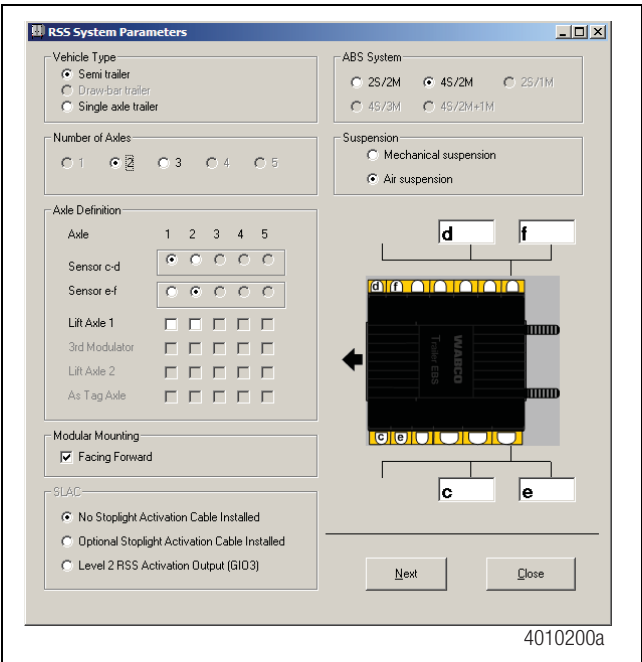 RSS System Parameters
Vehicle Type
Semi trailer
Draw-bar trailer
Single axle trailer
ABS System
2S/2M 4S/2M 2S/1M
4S/3M 4S/2M+1M
Number of Axles
1 2 3 4 5
Suspension
Mechanical suspension
Air suspension
Axle Definition
Axle 1 2 3 4 5
Sensor c-d
Sensor e-f
Lift Axle 1
3rd Modulator
Lift Axle 2
As Tag Axle
d f
d f
WABCO
Trailer EBS
c e
c e
Modular Mounting
Facing Forward
SLAC
No Stoplight Activation Cable Installed
Optional Stoplight Activation Cable Installed
Level 2 RSS Activation Output (GIO3)
Next Close
4010200a